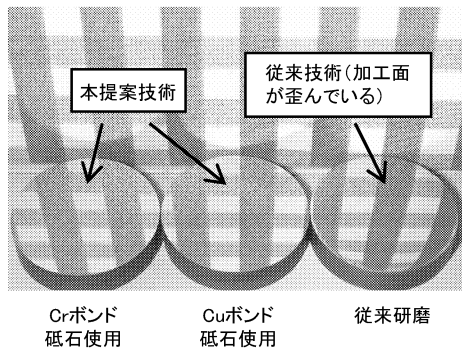 本提案技術
従来技術(加工面
が歪んでいる)
Crボンド
砥石使用
Cuボンド
砥石使用
従来研磨